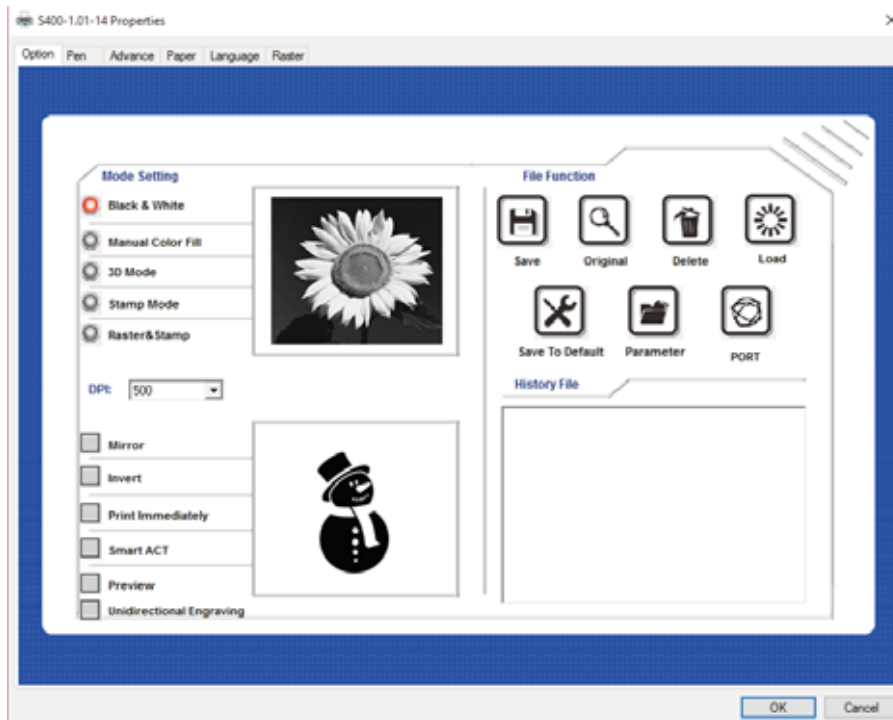 S400-1.01-14 Properties
Option Pen Advance Paper Language Raster
Mode Setting
Black & White
Manual Color Fill
3D Mode
Stamp Mode
Raster&Stamp
DPI: 500
Mirror
Invert
Print Immediately
Smart ACT
Preview
Unidirectional Engraving
File Function
Save Original Delete Load
Save To Default Parameter PORT
History File
OK Cancel